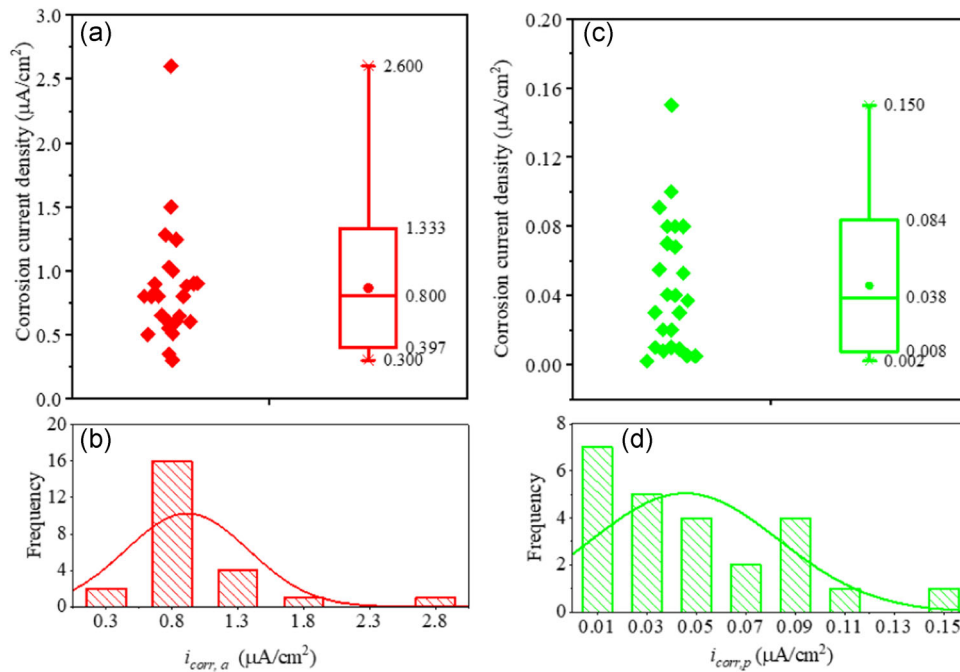 (a)
Corrosion current density (μA/cm²)
3.0
2.5
2.0
1.5
1.0
0.5
0.0
2.600
1.333
0.800
0.397
0.300
(c)
Corrosion current density (μA/cm²)
0.20
0.16
0.12
0.08
0.04
0.00
0.150
0.084
0.038
0.008
0.002
(b)
Frequency
20
16
12
8
4
0
0.3 0.8 1.3 1.8 2.3 2.8
i_corr, a (μA/cm²)
(d)
Frequency
8
6
4
2
0
0.01 0.03 0.05 0.07 0.09 0.11 0.13 0.15
i_corr,p (μA/cm²)